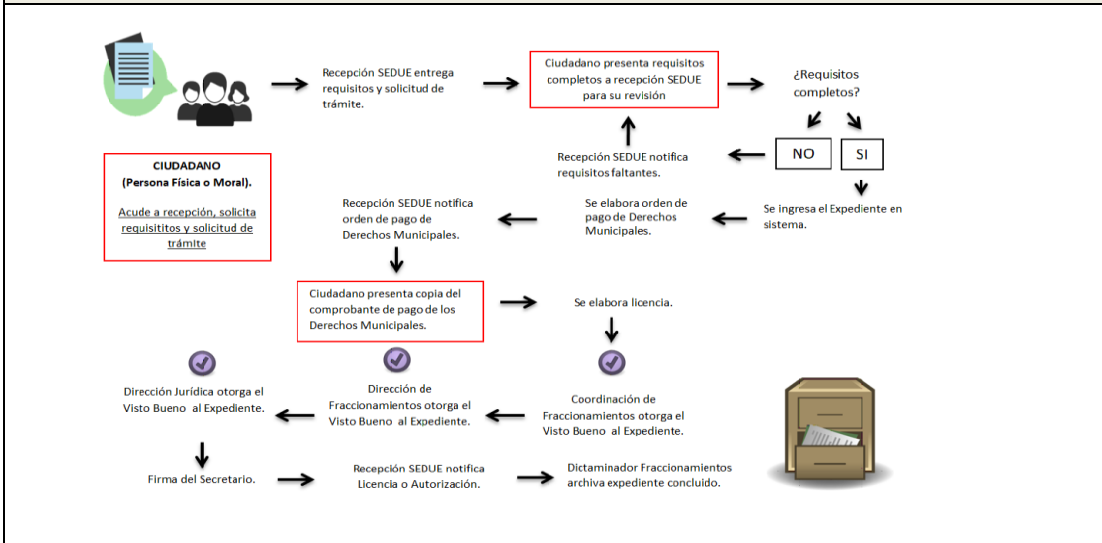 Recepción SEDUE entrega
requisitos y solicitud de
trámite.
Ciudadano presenta requisitos
completos a recepción SEDUE
para su revisión
¿Requisitos
completos?
NO
SI
Recepción SEDUE notifica
requisitos faltantes.
CIUDADANO
(Persona Física o Moral).
Acude a recepción, solicita
requisititos y solicitud de
trámite
Se ingresa el Expediente en
sistema.
Se elabora orden de
pago de Derechos
Municipales.
Recepción SEDUE notifica
orden de pago de
Derechos Municipales.
Ciudadano presenta copia del
comprobante de pago de los
Derechos Municipales.
Se elabora licencia.
Coordinación de
Fraccionamientos otorga el
Visto Bueno al Expediente.
Dirección de
Fraccionamientos otorga el
Visto Bueno al Expediente.
Dirección Jurídica otorga el
Visto Bueno al Expediente.
Firma del Secretario.
Recepción SEDUE notifica
Licencia o Autorización.
Dictaminador Fraccionamientos
archiva expediente concluido.